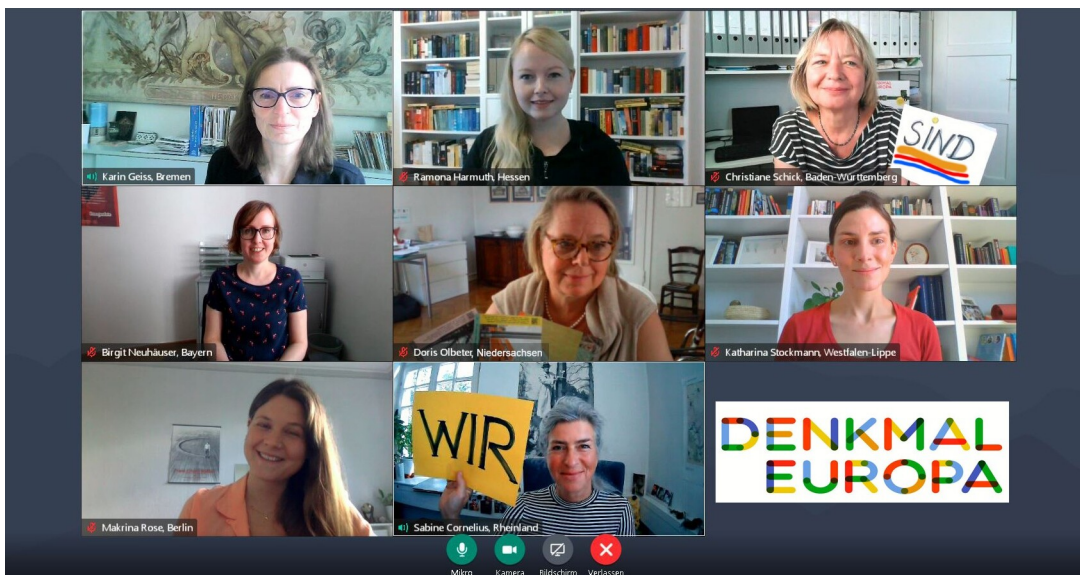 Karin Geiss, Bremen
Ramona Harmuth, Hessen
SIND
Christiane Schick, Baden-Württemberg
Birgit Neuhäuser, Bayern
Doris Olbeter, Niedersachsen
Katharina Stockmann, Westfalen-Lippe
Makrina Rose, Berlin
WIR
Sabine Cornelius, Rheinland
DENKMAL
EUROPA
Mikro
Kamera
Bildschirm
Verlassen